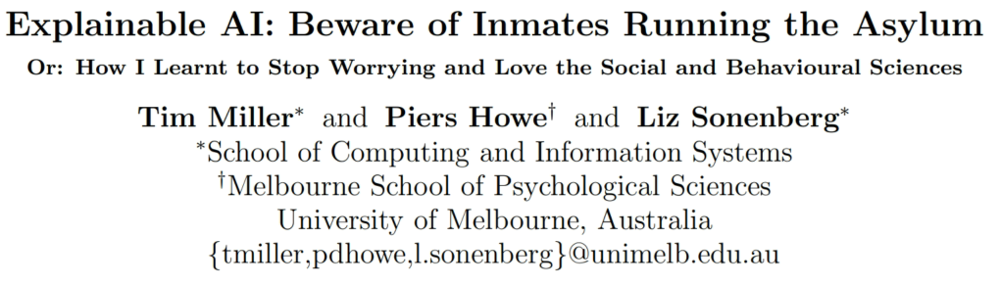 Explainable AI: Beware of Inmates Running the Asylum
Or: How I Learnt to Stop Worrying and Love the Social and Behavioural Sciences
Tim Miller* and Piers Howe† and Liz Sonenberg*
*School of Computing and Information Systems
†Melbourne School of Psychological Sciences
University of Melbourne, Australia
{tmiller,pdhowe,l.sonenberg}@unimelb.edu.au